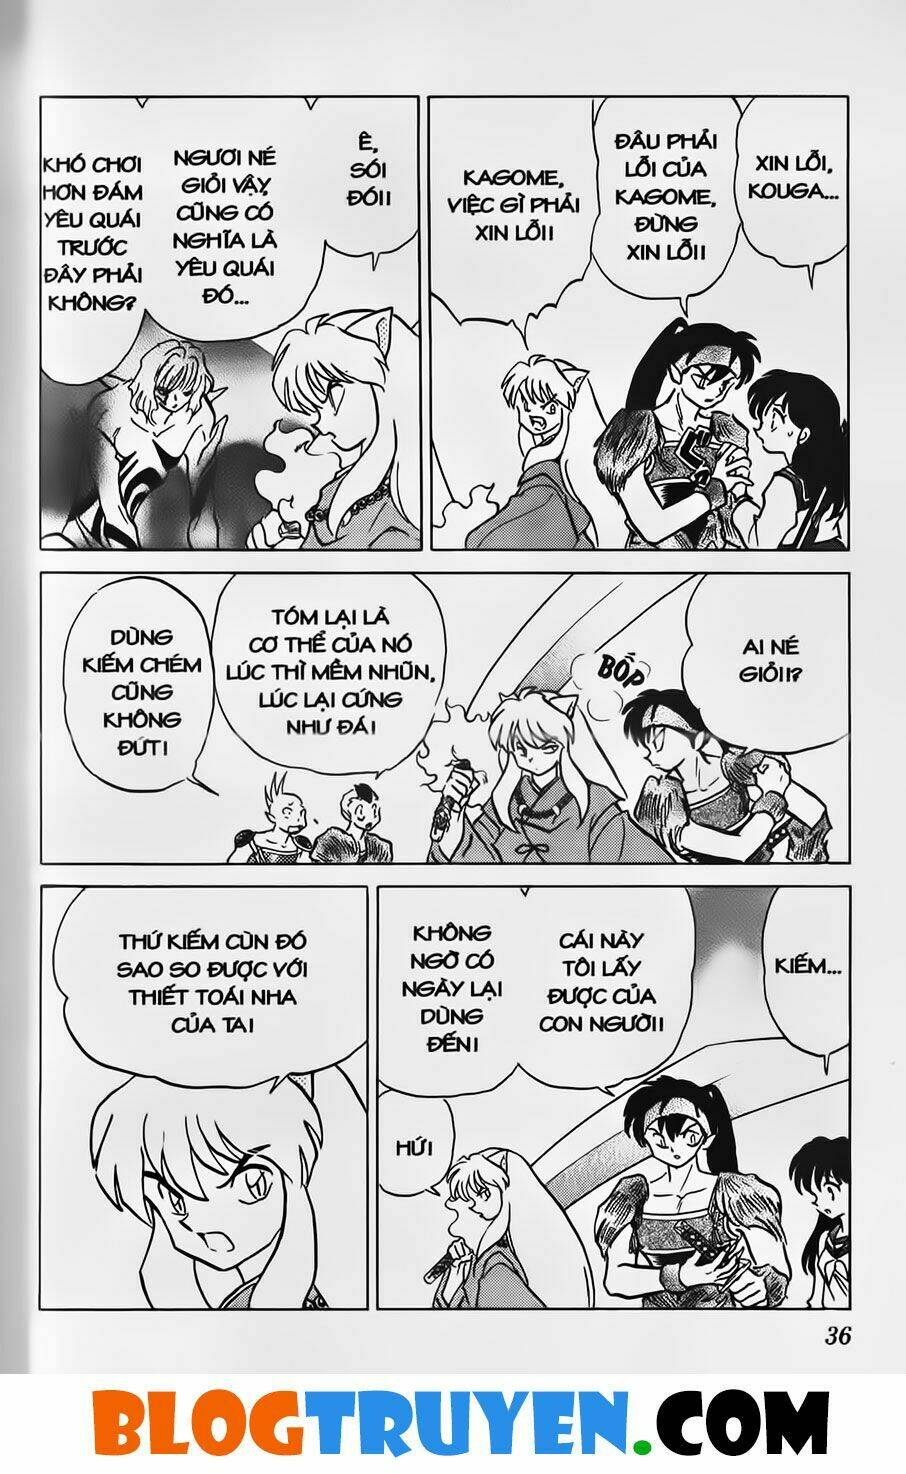 XIN LỖI,
KOUGA...
ĐÂU PHẢI
LỖI CỦA
KAGOME,
ĐỪNG
XIN LỖI!
KAGOME,
VIỆC GÌ PHẢI
XIN LỖI!
Ê,
SÓI
ĐÓI!
NGƯƠI NÉ
GIỎI VẬY,
CŨNG CÓ
NGHĨA LÀ
YÊU QUÁI
ĐÓ...
KHÓ CHƠI
HƠN ĐÁM
YÊU QUÁI
TRƯỚC
ĐÂY PHẢI
KHÔNG?
AI NÉ
GIỎI!?
BỐP
TÓM LẠI LÀ
CƠ THỂ CỦA NÓ
LÚC THÌ MỀM NHŨN,
LÚC LẠI CỨNG
NHƯ ĐÁ!
DÙNG
KIẾM CHÉM
CŨNG
KHÔNG
ĐỨT!
KIẾM...
CÁI NÀY
TÔI LẤY
ĐƯỢC CỦA
CON NGƯỜI!
KHÔNG
NGỜ CÓ
NGÀY LẠI
DÙNG
ĐẾN!
HỨ!
THỨ KIẾM CÙN ĐÓ
SAO SO ĐƯỢC VỚI
THIẾT TOÁI NHA
CỦA TA!
36
BLOGTRUYEN.COM